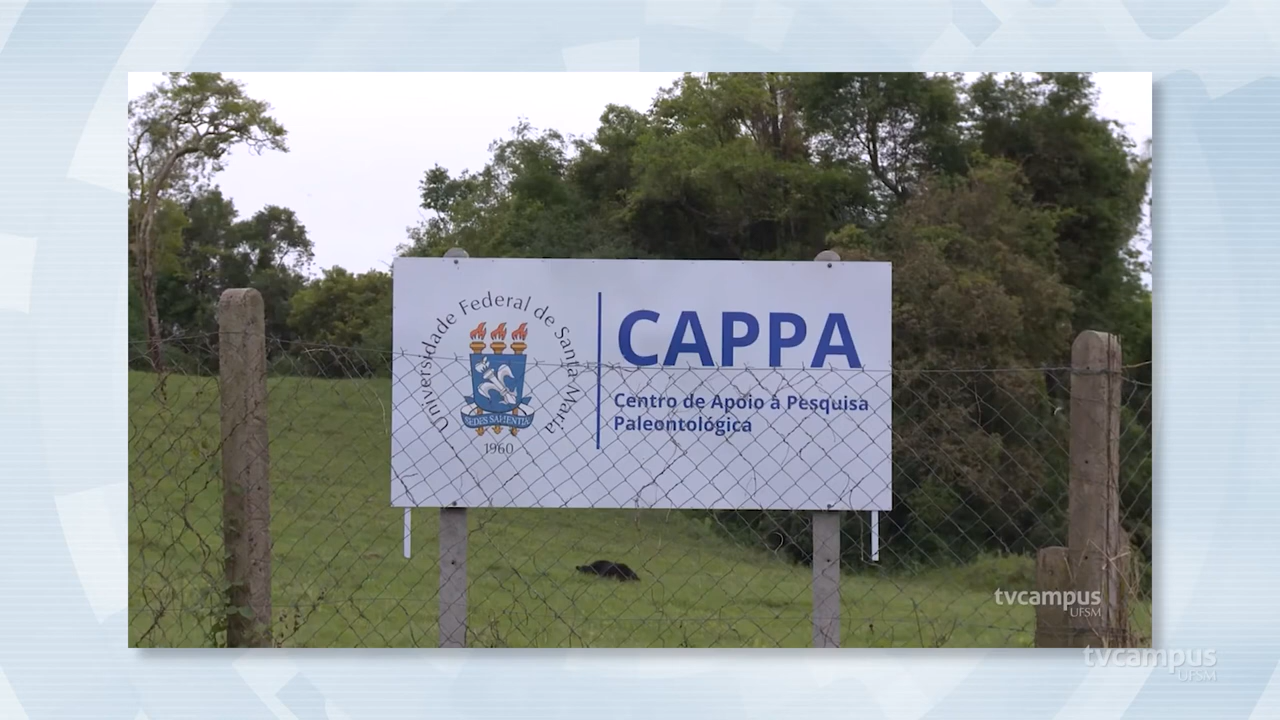 Universidade Federal de Santa Maria
SEDES SAPIENTIAE
1960
CAPPA
Centro de Apoio à Pesquisa
Paleontológica
tvcampus
UFSM
tvcampus
UFSM